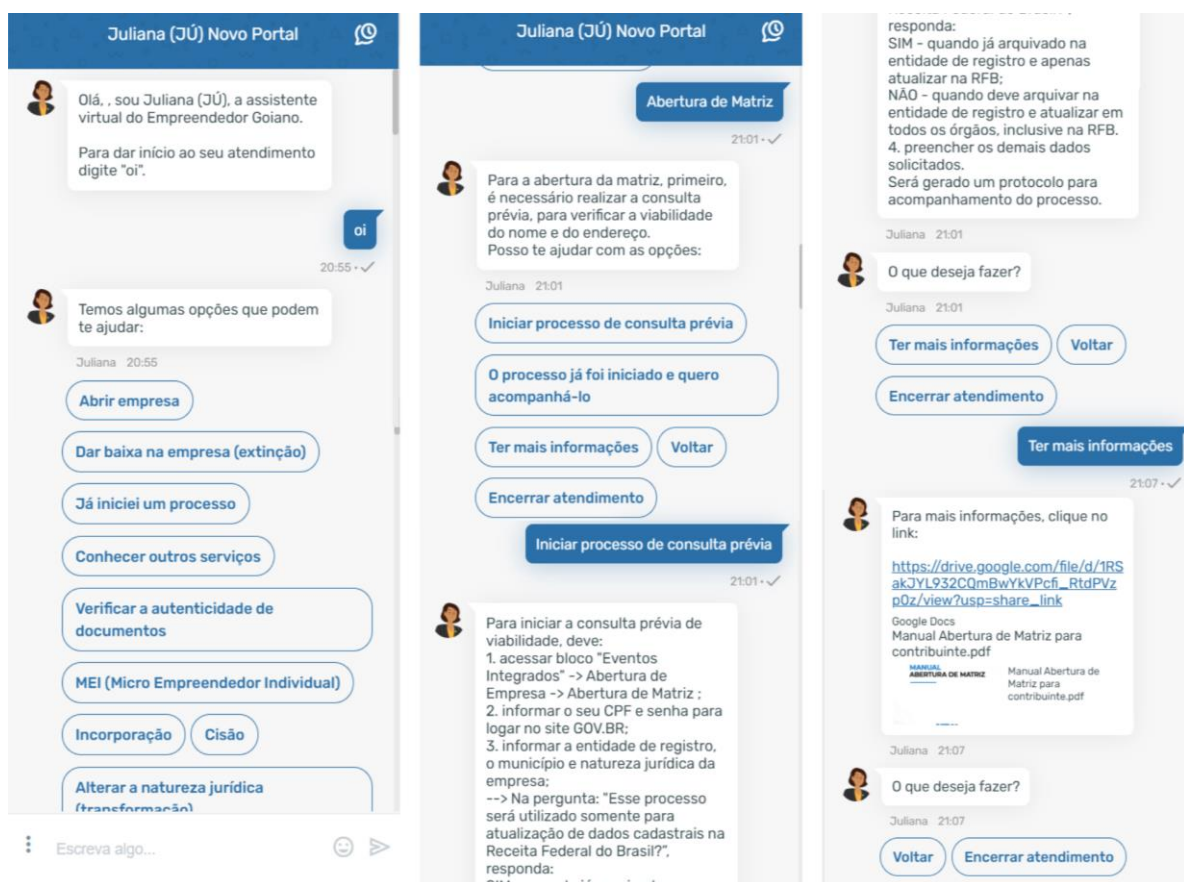 Juliana (JÚ) Novo Portal
Olá, , sou Juliana (JÚ), a assistente
virtual do Empreendedor Goiano.
Para dar início ao seu atendimento
digite "oi".
oi
20:55
Temos algumas opções que podem
te ajudar:
Juliana 20:55
Abrir empresa
Dar baixa na empresa (extinção)
Já iniciei um processo
Conhecer outros serviços
Verificar a autenticidade de
documentos
MEI (Micro Empreendedor Individual)
Incorporação Cisão
Alterar a natureza jurídica
(transformação)
Escreva algo...
Juliana (JÚ) Novo Portal
Abertura de Matriz
21:01
Para a abertura da matriz, primeiro,
é necessário realizar a consulta
prévia, para verificar a viabilidade
do nome e do endereço.
Posso te ajudar com as opções:
Juliana 21:01
Iniciar processo de consulta prévia
O processo já foi iniciado e quero
acompanhá-lo
Ter mais informações Voltar
Encerrar atendimento
Iniciar processo de consulta prévia
21:01
Para iniciar a consulta prévia de
viabilidade, deve:
1. acessar bloco "Eventos
Integrados" -> Abertura de
Empresa -> Abertura de Matriz ;
2. informar o seu CPF e senha para
logar no site GOV.BR;
3. informar a entidade de registro,
o município e natureza jurídica da
empresa;
--> Na pergunta: "Esse processo
será utilizado somente para
atualização de dados cadastrais na
Receita Federal do Brasil?",
responda:
responda:
SIM - quando já arquivado na
entidade de registro e apenas
atualizar na RFB;
NÃO - quando deve arquivar na
entidade de registro e atualizar em
todos os órgãos, inclusive na RFB.
4. preencher os demais dados
solicitados.
Será gerado um protocolo para
acompanhamento do processo.
Juliana 21:01
O que deseja fazer?
Juliana 21:01
Ter mais informações Voltar
Encerrar atendimento
Ter mais informações
21:07
Para mais informações, clique no
link:
https://drive.google.com/file/d/1RS
akJYL932CQmBwYkVPcfi_RtdPVz
p0z/view?usp=share_link
Google Docs
Manual Abertura de Matriz para
contribuinte.pdf
MANUAL
ABERTURA DE MATRIZ
Manual Abertura de
Matriz para
contribuinte.pdf
Juliana 21:07
O que deseja fazer?
Juliana 21:07
Voltar Encerrar atendimento